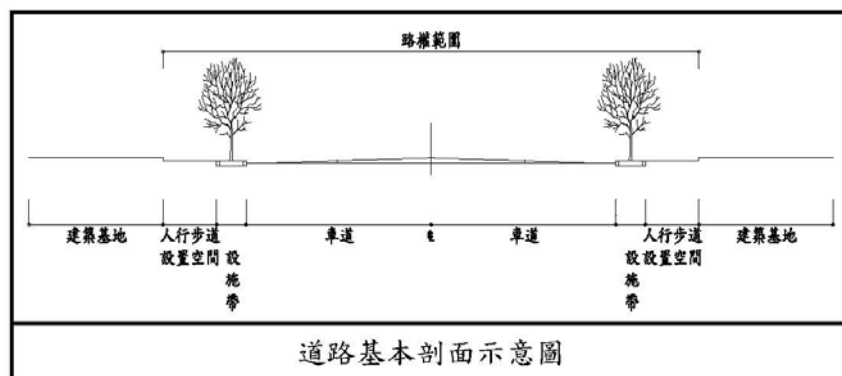 路權範圍
建築基地 人行步道 車道 ℄ 車道 人行步道 建築基地
設置空間 設施帶 設施帶 設置空間
道路基本剖面示意圖